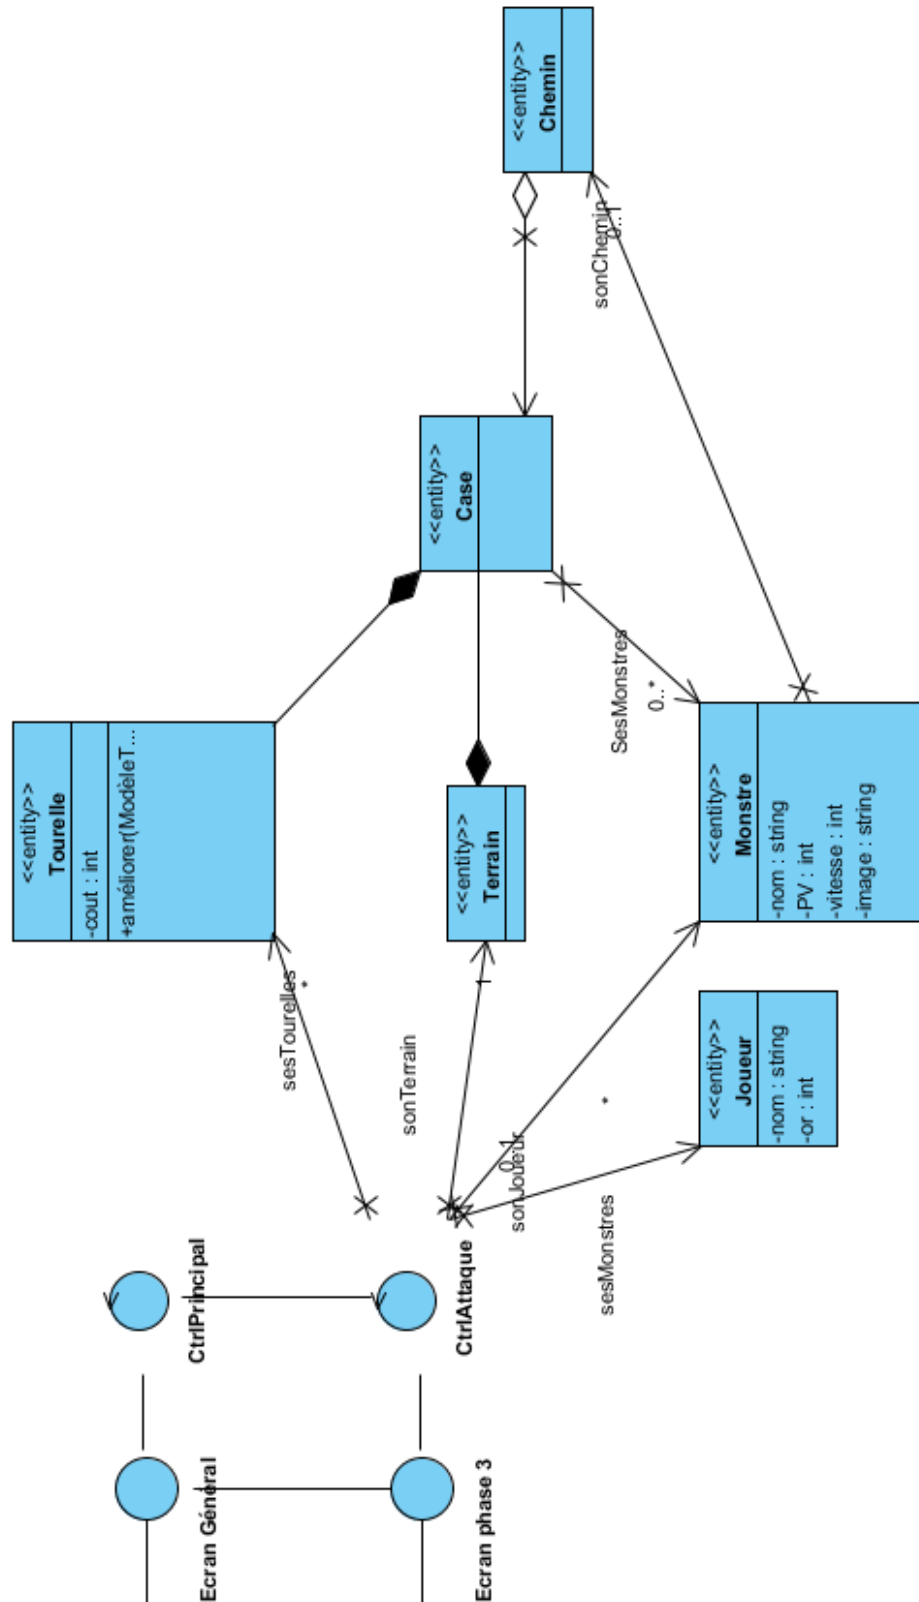 <<entity>>
Tourelle
-cout : int
+améliorer(ModèleT...
<<entity>>
Chemin
<<entity>>
Case
<<entity>>
Terrain
<<entity>>
Monstre
-nom : string
-PV : int
-vitesse : int
-image : string
<<entity>>
Joueur
-nom : string
-or : int
sesTourelles
*
sonTerrain
1
0..1
sonJoueur
*
sesMonstres
SesMonstres
0..*
sonChemin
0..1
CtrlPrincipal
CtrlAttaque
Ecran Général
Ecran phase 3